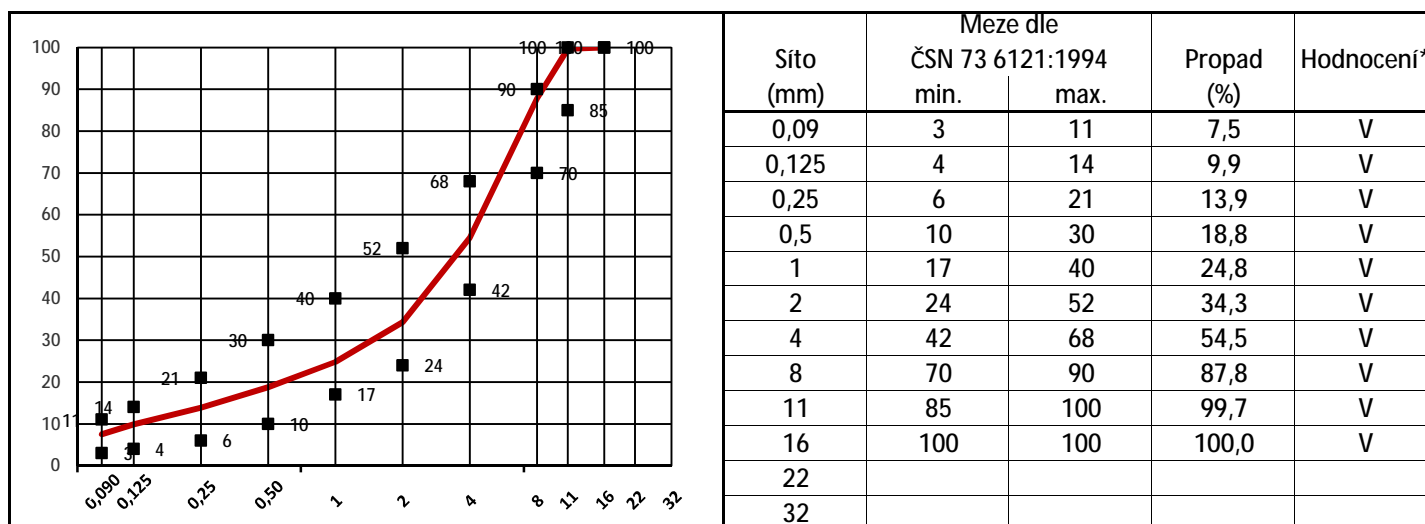 100
90
80
70
60
50
40
30
20
10
0
11 14 21 30 40 52 68 90 100 100 100
3 4 6 10 17 24 42 70 85
0,090 0,125 0,25 0,50 1 2 4 8 11 16 22 32
Meze dle
Síto ČSN 73 6121:1994 Propad Hodnocení*
(mm) min. max. (%)
0,09 3 11 7,5 V
0,125 4 14 9,9 V
0,25 6 21 13,9 V
0,5 10 30 18,8 V
1 17 40 24,8 V
2 24 52 34,3 V
4 42 68 54,5 V
8 70 90 87,8 V
11 85 100 99,7 V
16 100 100 100,0 V
22
32